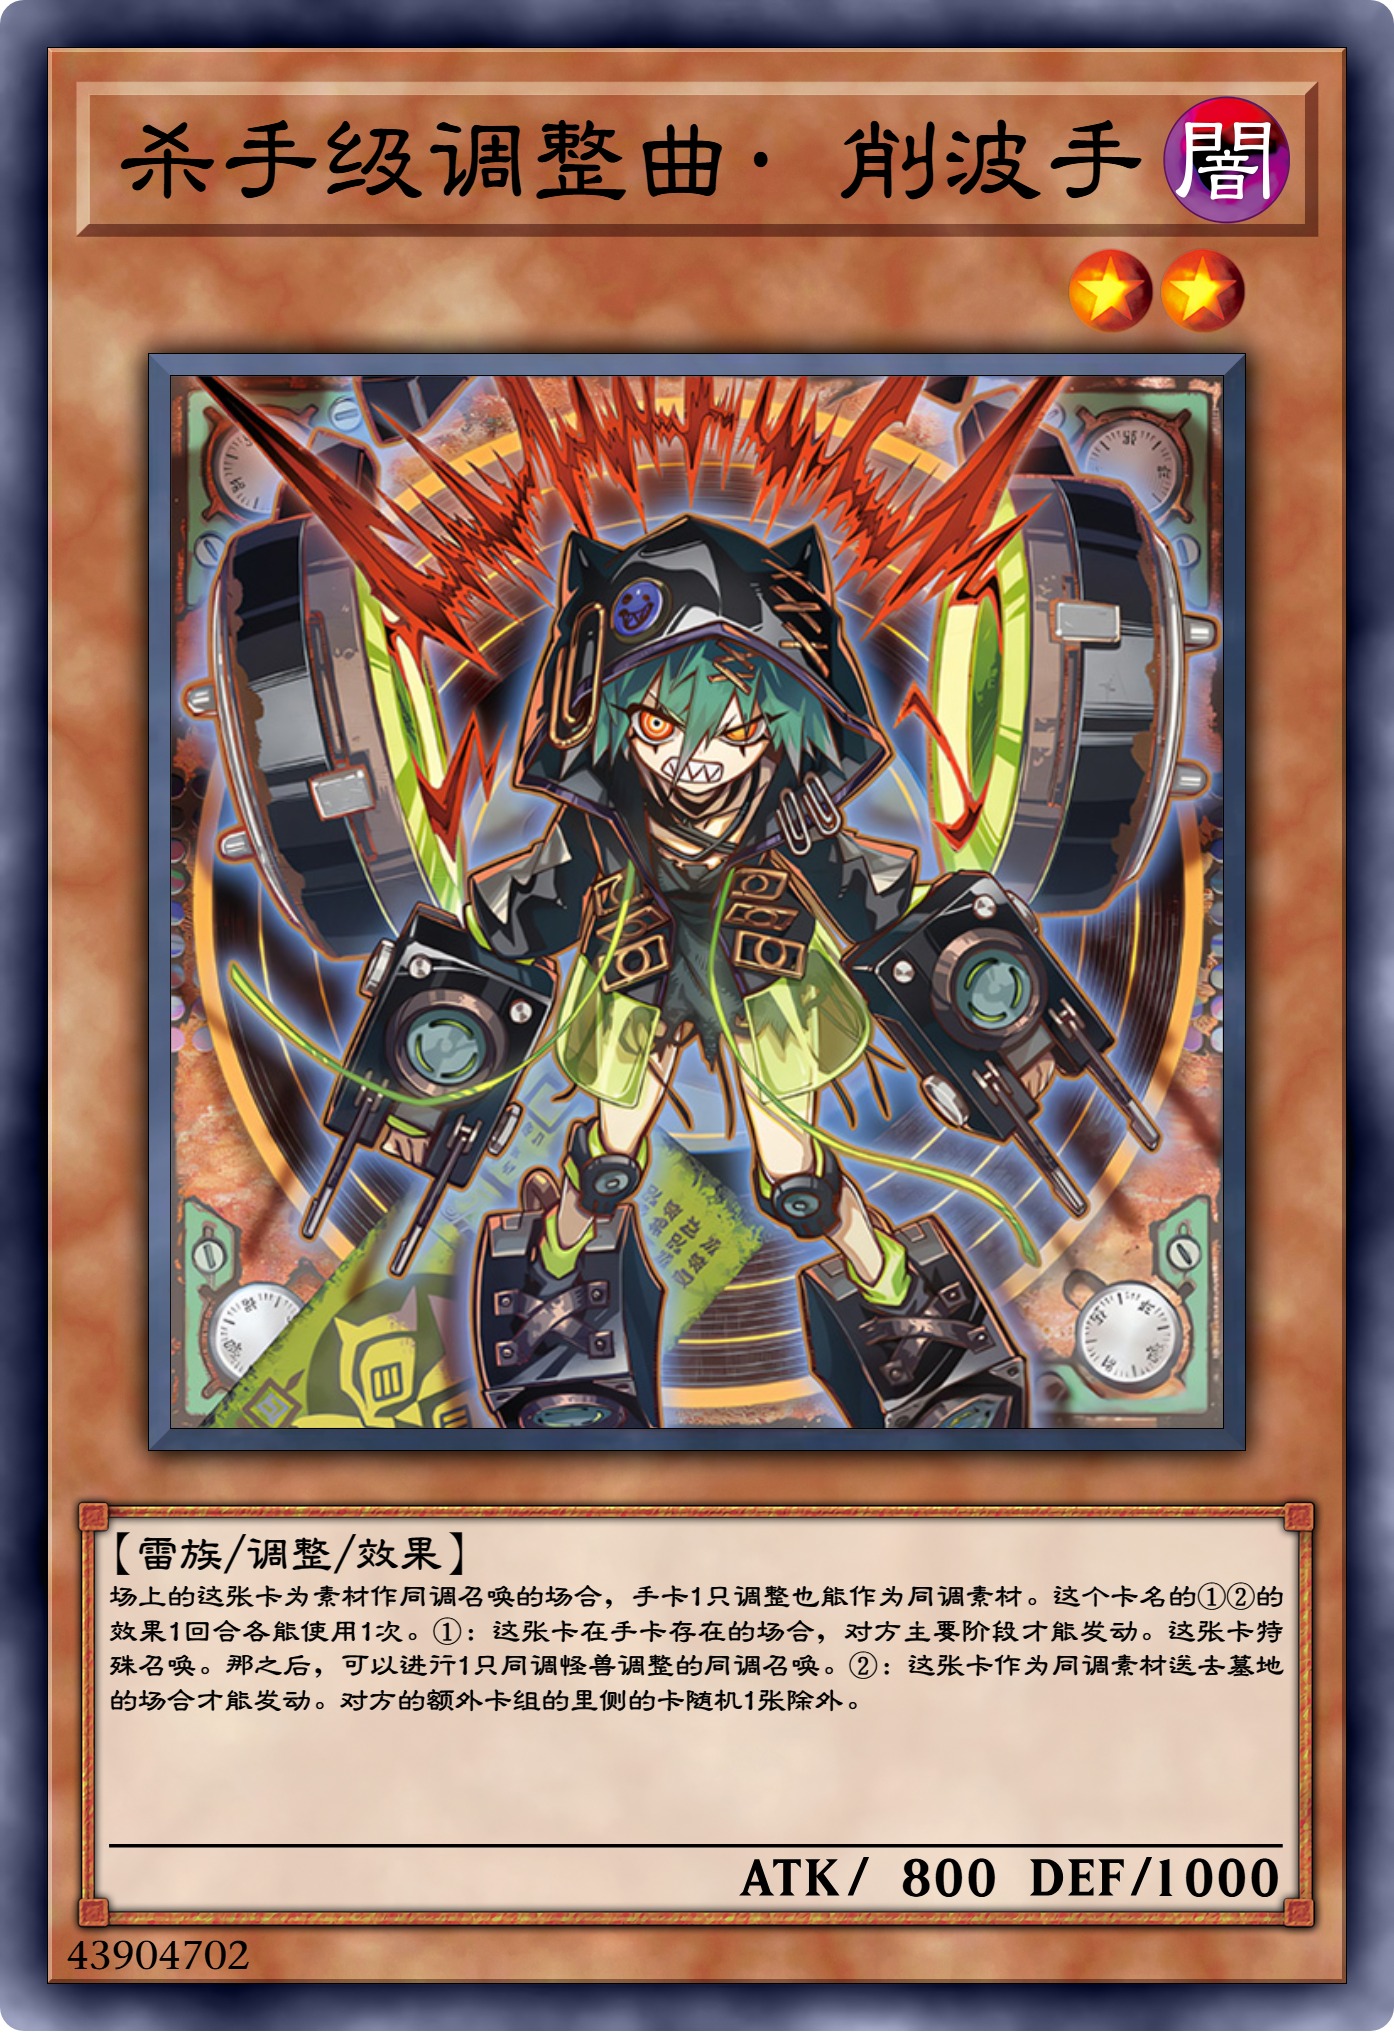 杀手级调整曲·削波手
闇
【雷族/调整/效果】
场上的这张卡为素材作同调召唤的场合，手卡1只调整也能作为同调素材。这个卡名的①②的
效果1回合各能使用1次。①：这张卡在手卡存在的场合，对方主要阶段才能发动。这张卡特
殊召唤。那之后，可以进行1只同调怪兽调整的同调召唤。②：这张卡作为同调素材送去墓地
的场合才能发动。对方的额外卡组的里侧的卡随机1张除外。
ATK/ 800 DEF/1000
43904702